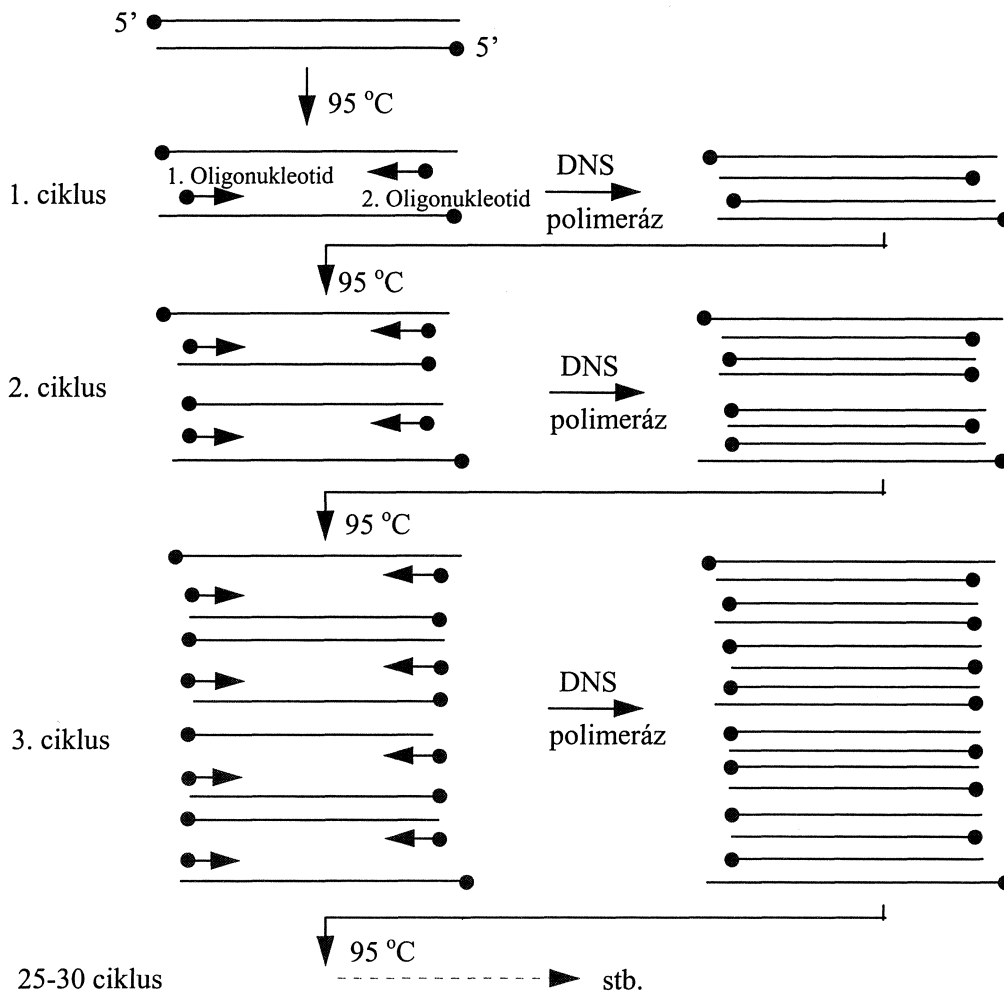 5’
5’
95 °C
1. ciklus
1. Oligonukleotid
2. Oligonukleotid
DNS
polimeráz
95 °C
2. ciklus
DNS
polimeráz
95 °C
3. ciklus
DNS
polimeráz
95 °C
25-30 ciklus
stb.